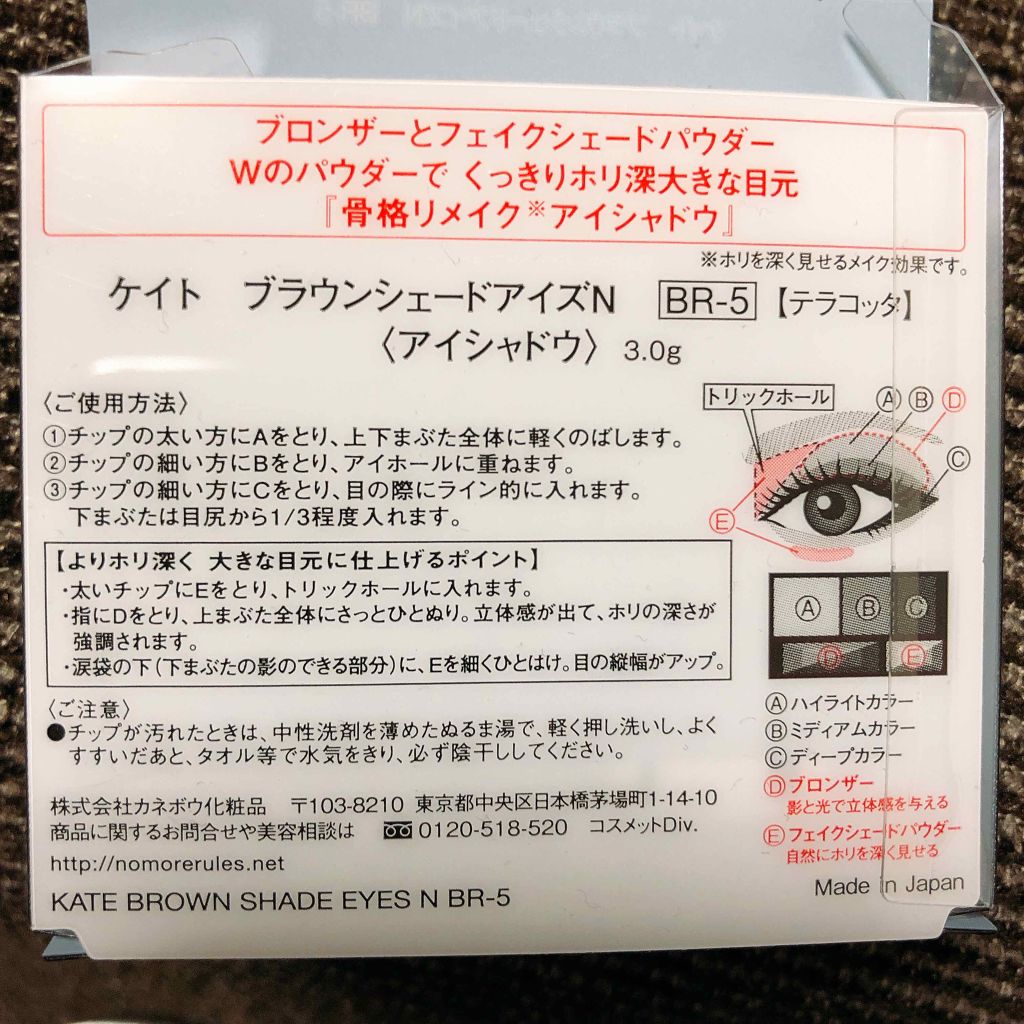 ブロンザーとフェイクシェードパウダー
Wのパウダーで くっきりホリ深大きな目元
『骨格リメイク※アイシャドウ』
※ホリを深く見せるメイク効果です。
ケイト ブラウンシェードアイズN BR-5 【テラコッタ】
〈アイシャドウ〉 3.0g
〈ご使用方法〉
①チップの太い方にAをとり、上下まぶた全体に軽くのばします。
②チップの細い方にBをとり、アイホールに重ねます。
③チップの細い方にCをとり、目の際にライン的に入れます。
下まぶたは目尻から1/3程度入れます。
【よりホリ深く 大きな目元に仕上げるポイント】
・太いチップにEをとり、トリックホールに入れます。
・指にDをとり、上まぶた全体にさっとひとぬり。立体感が出て、ホリの深さが
強調されます。
・涙袋の下(下まぶたの影のできる部分)に、Eを細くひとはけ。目の縦幅がアップ。
〈ご注意〉
●チップが汚れたときは、中性洗剤を薄めたぬるま湯で、軽く押し洗いし、よく
すすいだあと、タオル等で水気をきり、必ず陰干ししてください。
株式会社カネボウ化粧品 〒103-8210 東京都中央区日本橋茅場町1-14-10
商品に関するお問合せや美容相談は 0120-518-520 コスメットDiv.
http://nomorerules.net
KATE BROWN SHADE EYES N BR-5
トリックホール
Ⓐ Ⓑ Ⓓ
Ⓒ
Ⓔ
Ⓐ Ⓑ Ⓒ
Ⓓ Ⓔ
Ⓐハイライトカラー
Ⓑミディアムカラー
Ⓒディープカラー
Ⓓブロンザー
影と光で立体感を与える
Ⓔフェイクシェードパウダー
自然にホリを深く見せる
Made in Japan